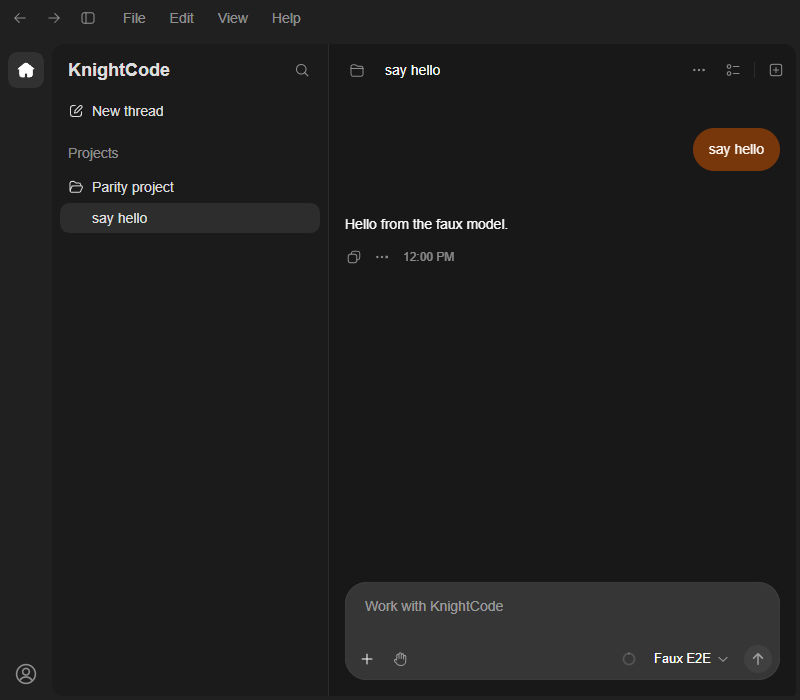 File Edit View Help
KnightCode
New thread
Projects
Parity project
say hello
say hello
say hello
Hello from the faux model.
12:00 PM
Work with KnightCode
Faux E2E